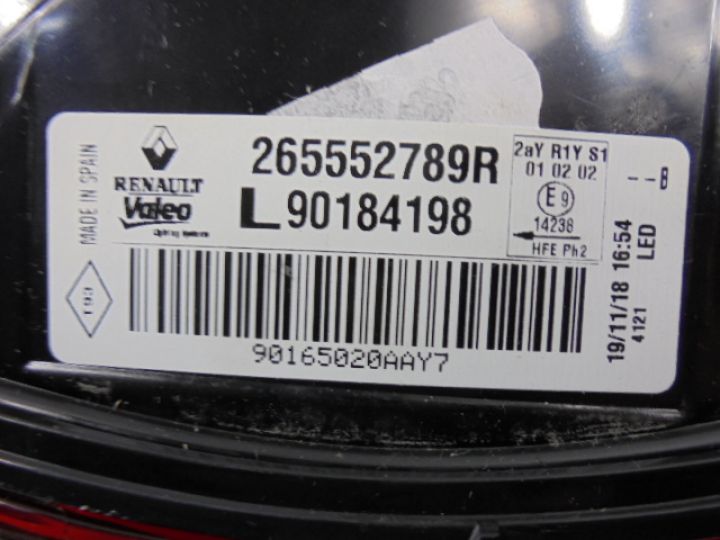 MADE IN SPAIN
RENAULT
Valeo
265552789R
L 90184198
2aY R1Y S1
01 02 02
E9
14238
HFE Ph2
--- B
LED
19/11/18 16:54
4121
90165020AAY7